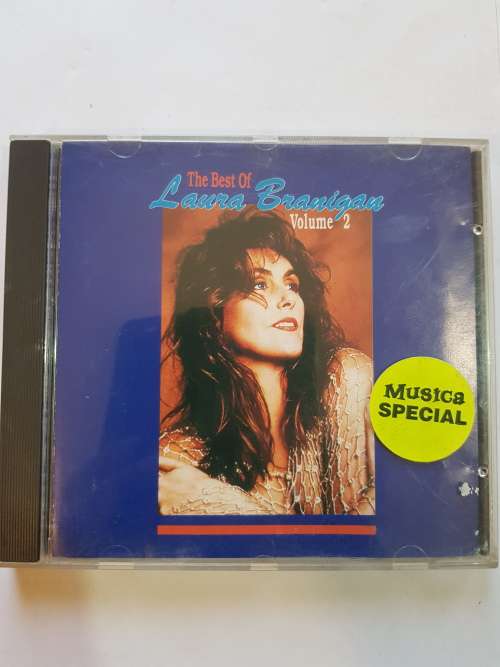 The Best Of
Laura Branigan
Volume 2
Musica
SPECIAL